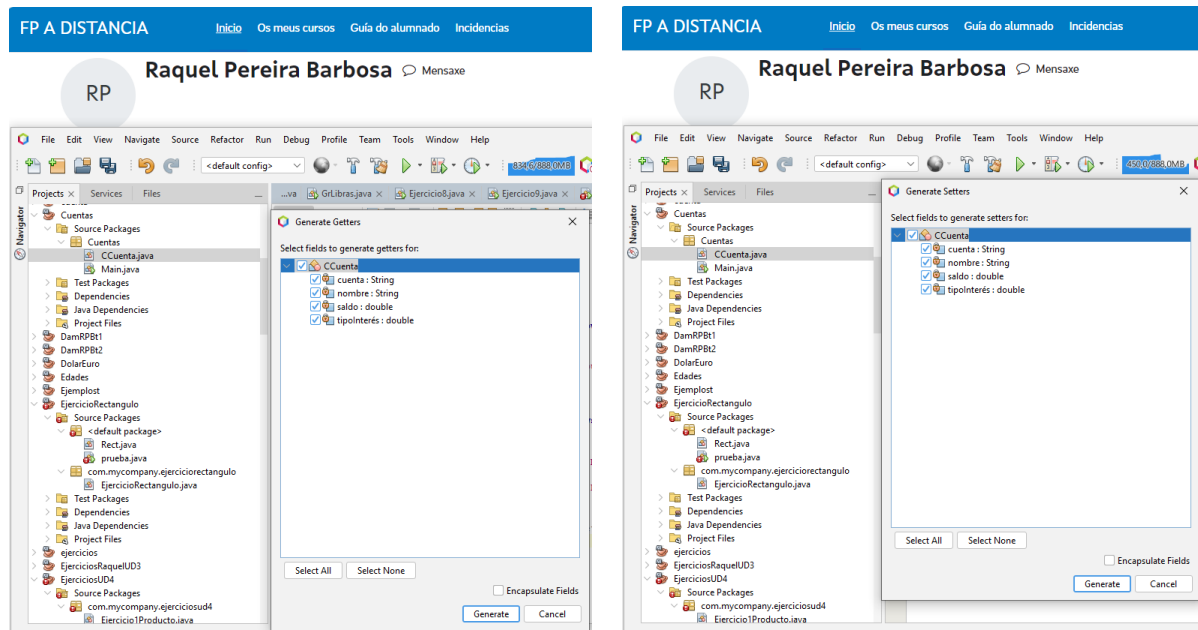 FP A DISTANCIA Inicio Os meus cursos Guía do alumnado Incidencias
RP
Raquel Pereira Barbosa Mensaxe
File Edit View Navigate Source Refactor Run Debug Profile Team Tools Window Help
<default config> 834,6/888,0MB
Projects × Services Files
...va GrLibras.java × Ejercicio8.java × Ejercicio9.java ×
Navigator
Cuentas
Source Packages
Cuentas
CCuenta.java
Main.java
Test Packages
Dependencies
Java Dependencies
Project Files
DamRPBt1
DamRPBt2
DolarEuro
Edades
Ejemplost
EjercicioRectangulo
Source Packages
<default package>
Rect.java
prueba.java
com.mycompany.ejerciciorectangulo
EjercicioRectangulo.java
Test Packages
Dependencies
Java Dependencies
Project Files
ejercicios
EjerciciosRaquelUD3
EjerciciosUD4
Source Packages
com.mycompany.ejerciciosud4
Ejercicio1Producto.java
Generate Getters
Select fields to generate getters for:
CCuenta
cuenta : String
nombre : String
saldo : double
tipoInterés : double
Select All Select None
Encapsulate Fields
Generate Cancel
FP A DISTANCIA Inicio Os meus cursos Guía do alumnado Incidencias
RP
Raquel Pereira Barbosa Mensaxe
File Edit View Navigate Source Refactor Run Debug Profile Team Tools Window Help
<default config> 450,0/888,0MB
Projects × Services Files
Navigator
Cuentas
Source Packages
Cuentas
CCuenta.java
Main.java
Test Packages
Dependencies
Java Dependencies
Project Files
DamRPBt1
DamRPBt2
DolarEuro
Edades
Ejemplost
EjercicioRectangulo
Source Packages
<default package>
Rect.java
prueba.java
com.mycompany.ejerciciorectangulo
EjercicioRectangulo.java
Test Packages
Dependencies
Java Dependencies
Project Files
ejercicios
EjerciciosRaquelUD3
EjerciciosUD4
Source Packages
com.mycompany.ejerciciosud4
Ejercicio1Producto.java
Generate Setters
Select fields to generate setters for:
CCuenta
cuenta : String
nombre : String
saldo : double
tipoInterés : double
Select All Select None
Encapsulate Fields
Generate Cancel